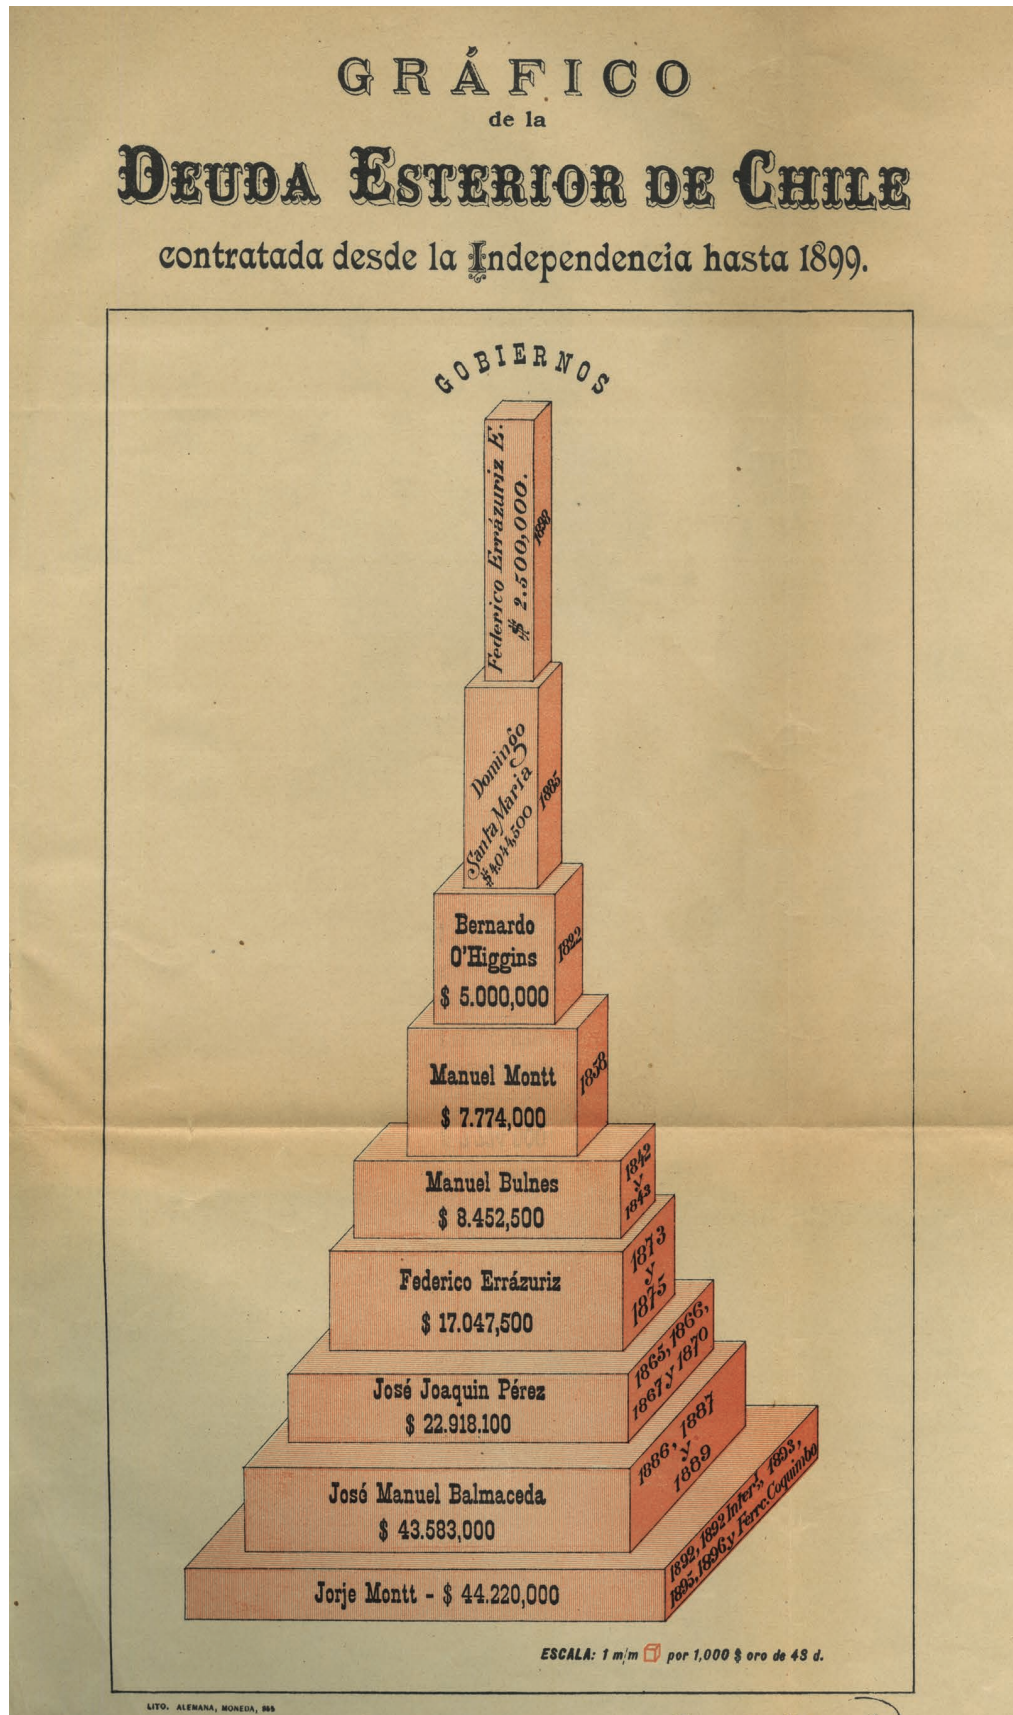 GRÁFICO
de la
DEUDA ESTERIOR DE CHILE
contratada desde la Independencia hasta 1899.
GOBIERNOS
Federico Errázuriz E.
$ 2.500,000.
1898
Domingo
Santa María
$ 4.044,500
1885
Bernardo
O'Higgins
$ 5.000,000
1822
Manuel Montt
$ 7.774,000
1858
Manuel Bulnes
$ 8.452,500
1842
y
1843
Federico Errázuriz
$ 17.047,500
1873
y
1875
José Joaquin Pérez
$ 22.918.100
1865, 1866,
1867 y 1870
José Manuel Balmaceda
$ 43.583,000
1886, 1887
y
1889
Jorje Montt - $ 44.220,000
1892, 1892 Inter., 1893,
1895, 1896 y Ferrc. Coquimbo
ESCALA: 1 m/m por 1,000 $ oro de 48 d.
LITO. ALEMANA, MONEDA,